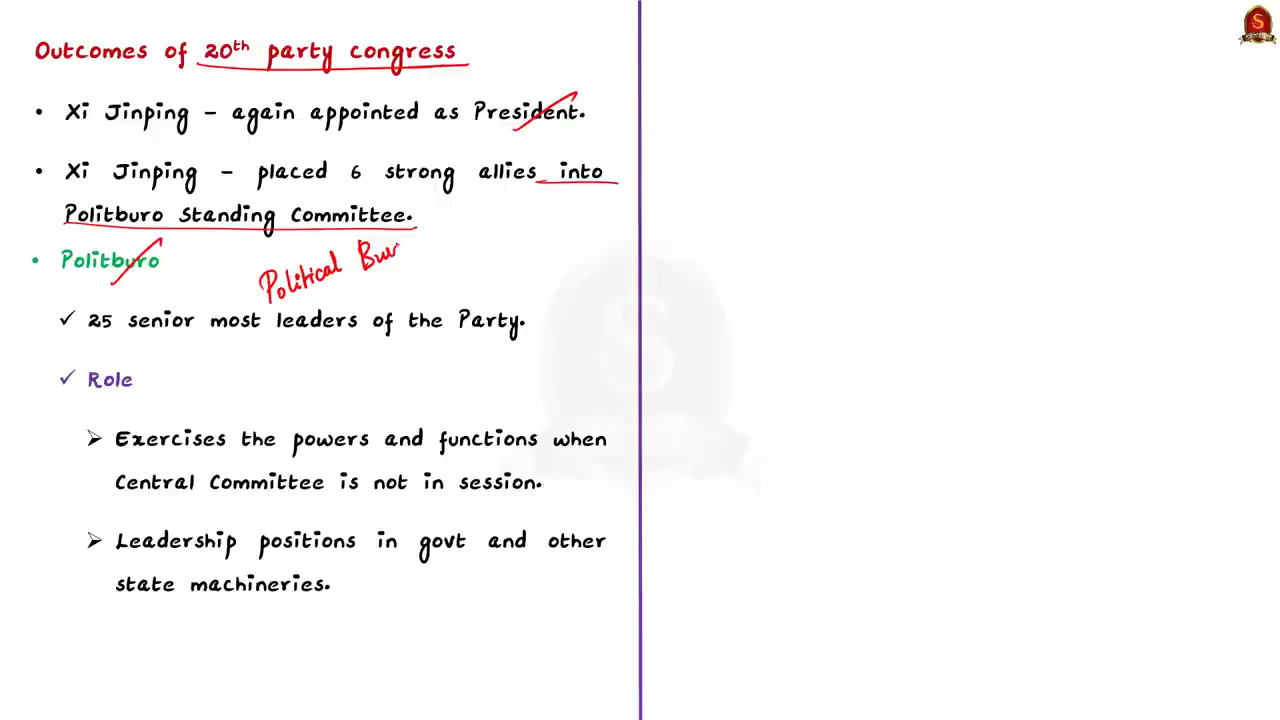 Outcomes of 20th party congress
• Xi Jinping – again appointed as President.
• Xi Jinping – placed 6 strong allies into
Politburo Standing Committee.
• Politburo
Political Bur
✓ 25 senior most leaders of the Party.
✓ Role
➤ Exercises the powers and functions when
Central Committee is not in session.
➤ Leadership positions in govt and other
state machineries.